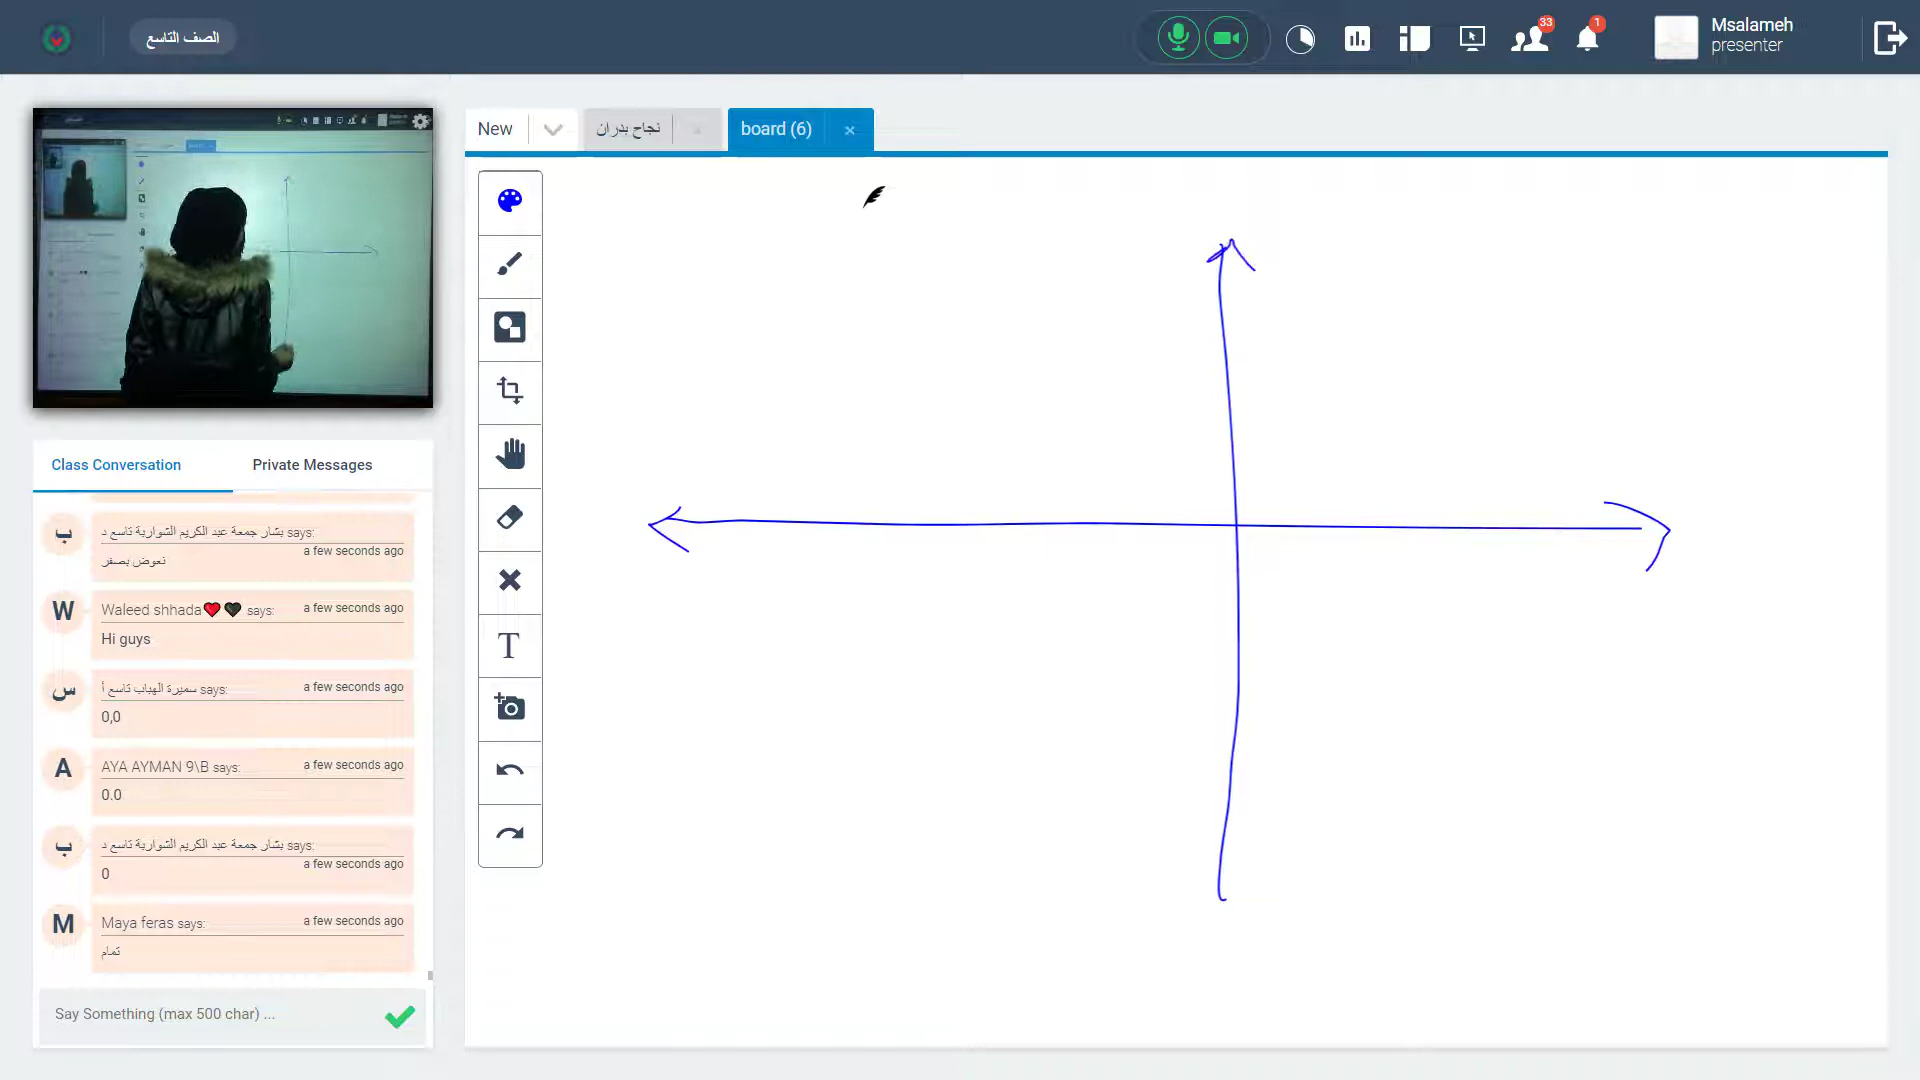 الصف التاسع
33
1
Msalameh
presenter
New
نجاح بدران
board (6)
Class Conversation
Private Messages
ب
بشار جمعة عبد الكريم الشوارية تاسع د says:
a few seconds ago
نعوض بصفر
W
Waleed shhada❤️🖤 says:
a few seconds ago
Hi guys
س
سميرة الهباب تاسع أ says:
a few seconds ago
0,0
A
AYA AYMAN 9\B says:
a few seconds ago
0.0
ب
بشار جمعة عبد الكريم الشوارية تاسع د says:
a few seconds ago
0
M
Maya feras says:
a few seconds ago
تمام
Say Something (max 500 char) ...
T